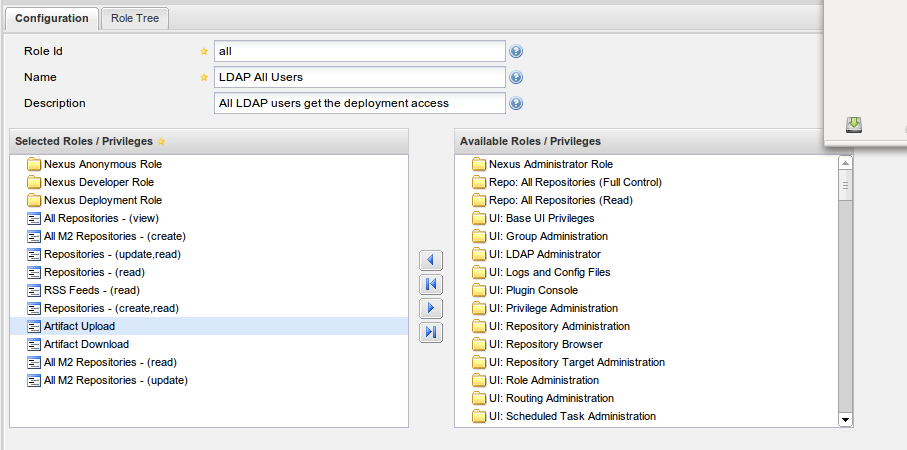 Configuration
Role Tree
Role Id
all
Name
LDAP All Users
Description
All LDAP users get the deployment access
Selected Roles / Privileges
Nexus Anonymous Role
Nexus Developer Role
Nexus Deployment Role
All Repositories - (view)
All M2 Repositories - (create)
Repositories - (update,read)
Repositories - (read)
RSS Feeds - (read)
Repositories - (create,read)
Artifact Upload
Artifact Download
All M2 Repositories - (read)
All M2 Repositories - (update)
Available Roles / Privileges
Nexus Administrator Role
Repo: All Repositories (Full Control)
Repo: All Repositories (Read)
UI: Base UI Privileges
UI: Group Administration
UI: LDAP Administrator
UI: Logs and Config Files
UI: Plugin Console
UI: Privilege Administration
UI: Repository Administration
UI: Repository Browser
UI: Repository Target Administration
UI: Role Administration
UI: Routing Administration
UI: Scheduled Task Administration